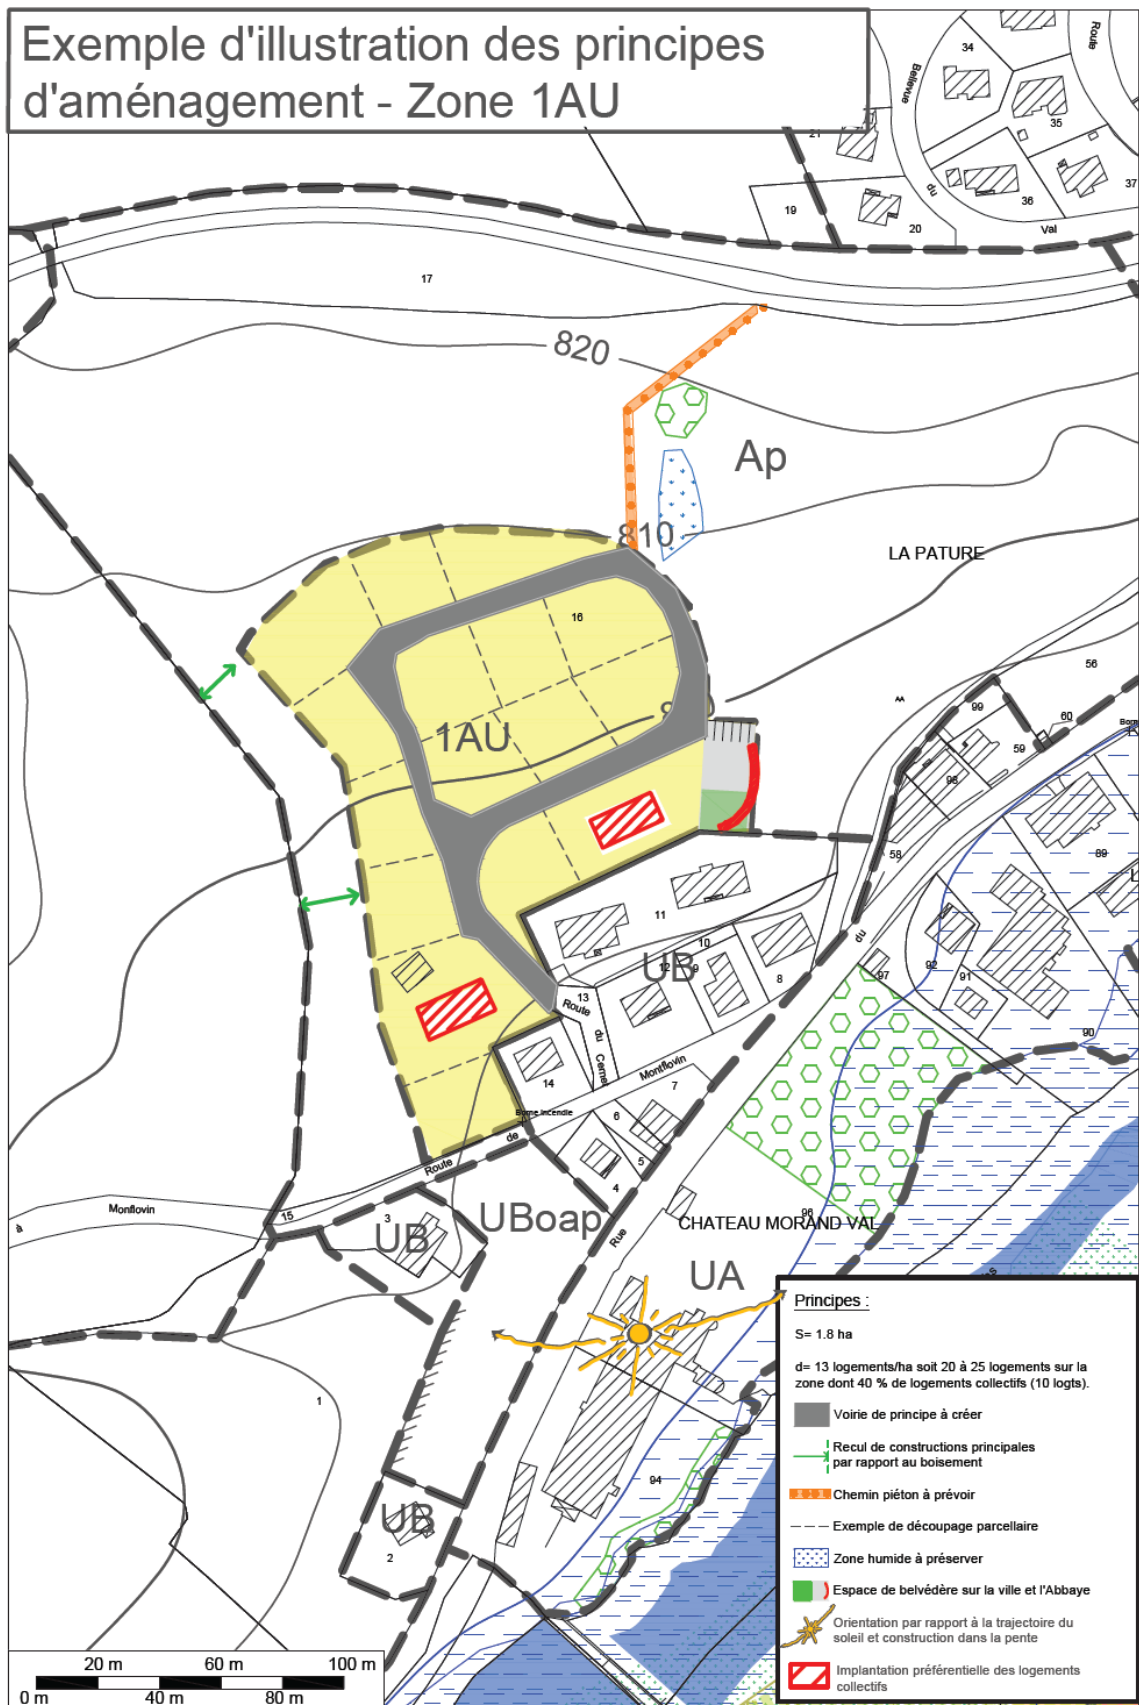 Exemple d'illustration des principes
d'aménagement - Zone 1AU
Route
Bellevue
34
35
21
36
37
19
20
du
Val
17
820
Ap
810
LA PATURE
16
56
99
60
59
1AU
98
58
89
11
du
10
92
97
91
12
UB
9
8
13
Route
du
Cernet
90
14
Montflovin
7
Borne incendie
6
de
Route
5
4
Monflovin
à
15
3
UB
UBoap
Rue
CHATEAU MORAND VAL
96
UA
1
94
UB
2
Principes :
S= 1.8 ha
d= 13 logements/ha soit 20 à 25 logements sur la
zone dont 40 % de logements collectifs (10 logts).
Voirie de principe à créer
Recul de constructions principales
par rapport au boisement
Chemin piéton à prévoir
Exemple de découpage parcellaire
Zone humide à préserver
Espace de belvédère sur la ville et l'Abbaye
Orientation par rapport à la trajectoire du
soleil et construction dans la pente
Implantation préférentielle des logements
collectifs
20 m 60 m 100 m
0 m 40 m 80 m